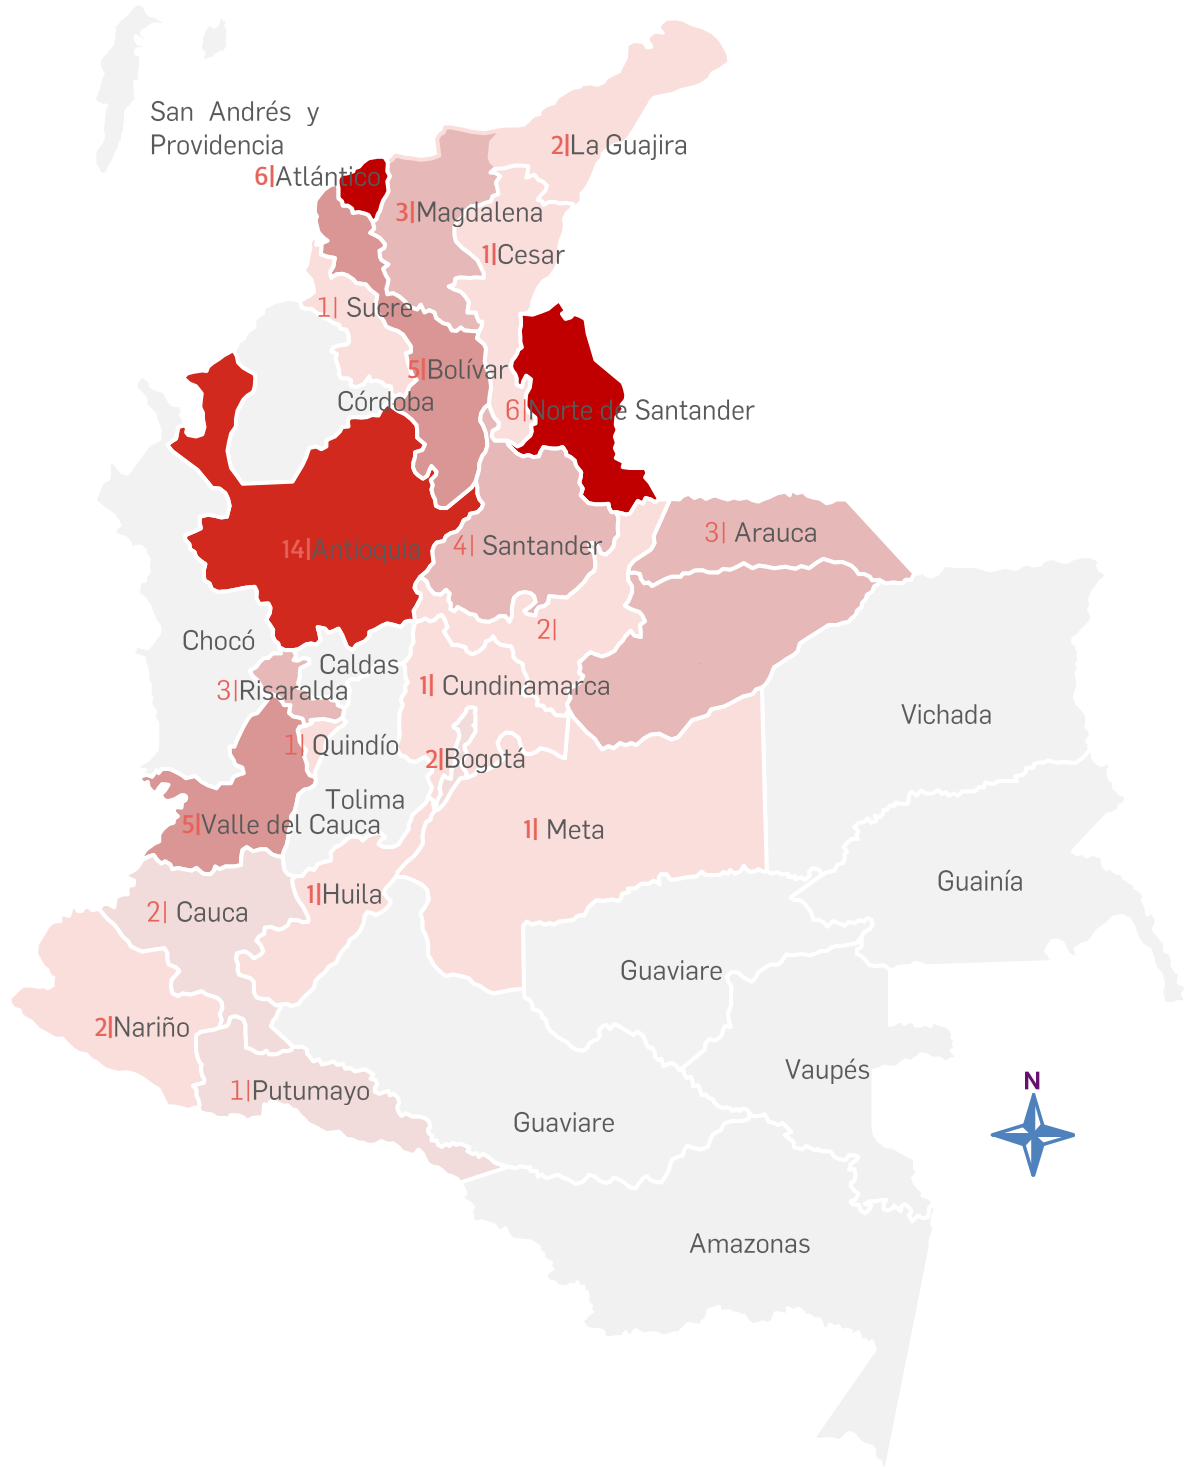 San Andrés y
Providencia
2|La Guajira
6|Atlántico
3|Magdalena
1|Cesar
1| Sucre
5|Bolívar
Córdoba
6|Norte de Santander
3| Arauca
14|Antioquia
4| Santander
2|
Chocó
Caldas
3|Risaralda
1| Cundinamarca
Vichada
1| Quindío
2|Bogotá
Tolima
5|Valle del Cauca
1| Meta
Guainía
1|Huila
2| Cauca
Guaviare
2|Nariño
Vaupés
N
1|Putumayo
Guaviare
Amazonas